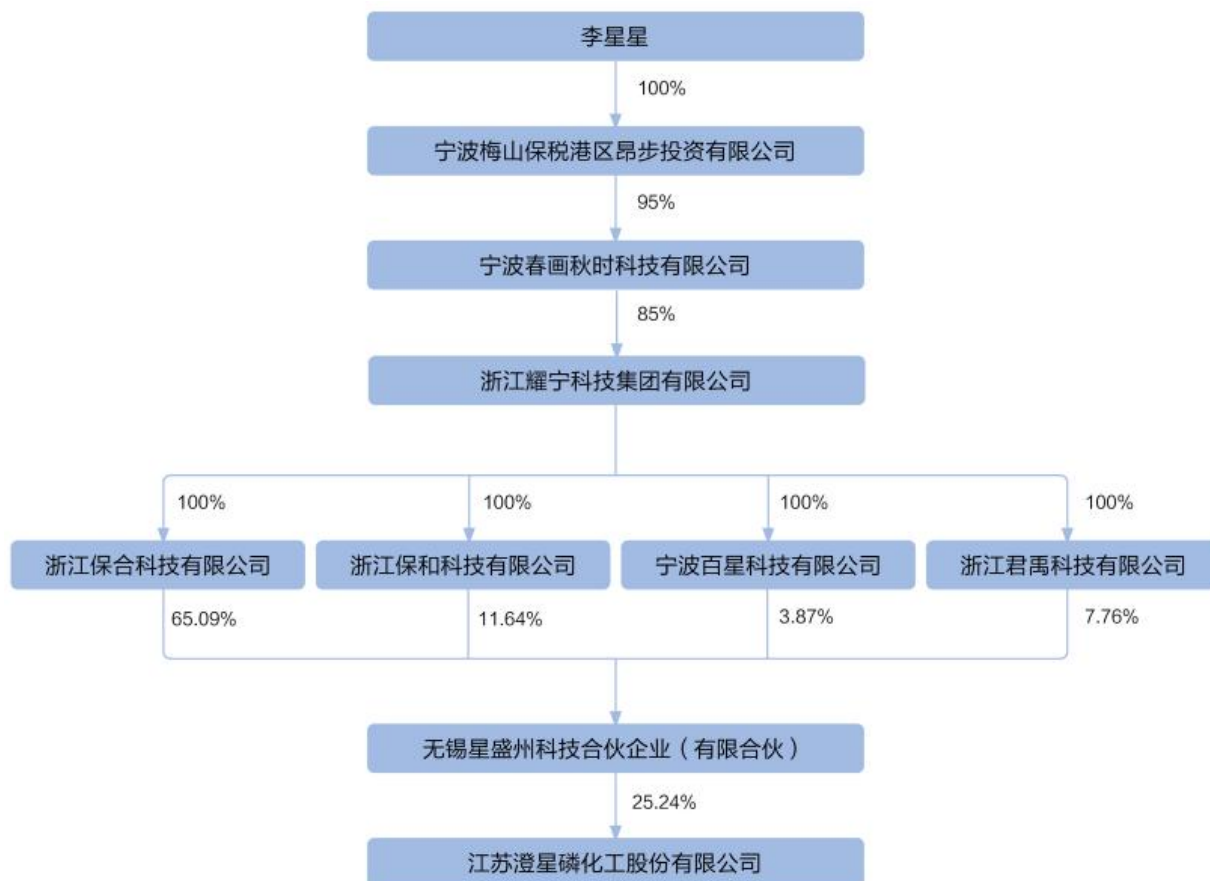 李星星
100%
宁波梅山保税港区昂步投资有限公司
95%
宁波春画秋时科技有限公司
85%
浙江耀宁科技集团有限公司
100% 100% 100% 100%
浙江保合科技有限公司 浙江保和科技有限公司 宁波百星科技有限公司 浙江君禹科技有限公司
65.09% 11.64% 3.87% 7.76%
无锡星盛州科技合伙企业（有限合伙）
25.24%
江苏澄星磷化工股份有限公司